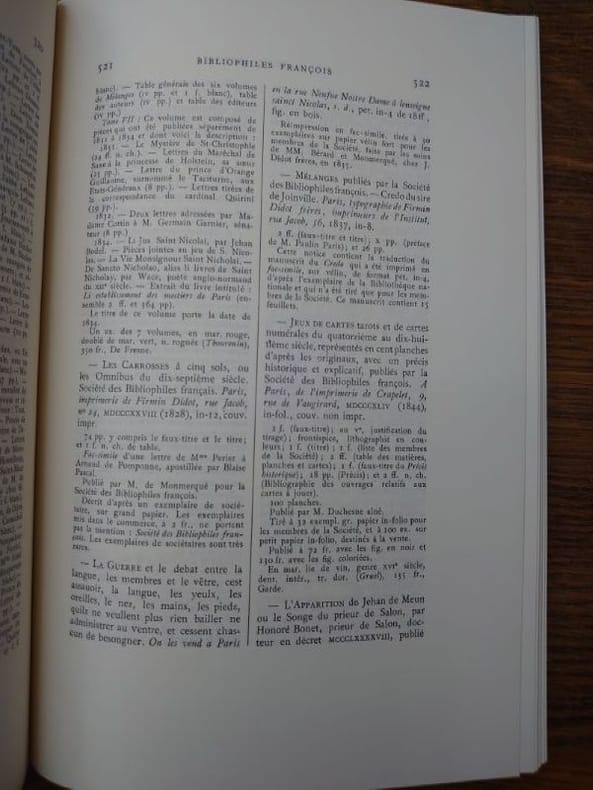 521
BIBLIOPHILES FRANÇOIS
522
blanc). — Table générale des six volumes
de Mélanges (IV pp. et 1 f. blanc), table
des auteurs (IV pp.) et table des éditeurs
(IV pp.)
Tome VII : Ce volume est composé de
pièces qui ont été publiées séparément de
1831 à 1834 et dont voici la description :
1831. — Le Mystère de St-Christophe
(24 ff. n. ch.). — Lettres du Maréchal de
Saxe à la princesse de Holstein, sa sœur
(23 pp.). — Lettre du prince d'Orange
Guillaume, surnommé le Taciturne, aux
Etats-Généraux (8 pp.). — Lettres tirées de
la correspondance du cardinal Quirini
(39 pp.).
1832. — Deux lettres adressées par Ma-
dame Cottin à M. Germain Garnier, séna-
teur (8 pp.)
1834. — Li Jus Saint Nicolai, par Jehan
Bodel. — Pièces jointes au jeu de S. Nico-
las. — La Vie Monsignour Saint Nicholai. —
De Sancto Nicholao, alias li livres de Saint
Nicholay, par Wace, poete anglo-normand
du XIIe siècle. — Extrait du livre intitulé :
Li establissement des mestiers de Paris (en-
semble 2 ff. et 364 pp.).
Le titre de ce volume porte la date de
1834.
Un ex. des 7 volumes, en mar. rouge,
doublé de mar. vert, n. rognés (Thouvenin),
350 fr., De Fresne.
— LES CARROSSES à cinq sols, ou
les Omnibus du dix-septième siècle.
Société des Bibliophiles français. Paris,
imprimerie de Firmin Didot, rue Jacob,
n° 24, MDCCCXXVIII (1828), in-12, couv.
impr.
74 pp. y compris le faux-titre et le titre;
et 1 f. n. ch. de table.
Fac-simile d'une lettre de Mme Perier à
Arnaud de Pomponne, apostillée par Blaise
Pascal.
Publié par M. de Monmerqué pour la
Société des Bibliophiles françois.
Décrit d'après un exemplaire de socié-
taire, sur grand papier. Les exemplaires
mis dans le commerce, à 2 fr., ne portent
pas la mention : Société des Bibliophiles fran-
çois. Les exemplaires de sociétaires sont très
rares.
— LA GUERRE et le debat entre la
langue, les membres et le vêtre, cest
assauoir, la langue, les yeulx, les
oreilles, le nez, les mains, les pieds,
quilz ne veullent plus rien bailler ne
administrer au ventre, et cessent chas-
cun de besongner. On les vend a Paris
en la rue Neufue Nostre Dame à lenseigne
sainct Nicolas, s. d., pet. in-4 de 18 ff,
fig. en bois.
Réimpression en fac-simile, tirée à 30
exemplaires sur papier vélin fort pour les
membres de la Société, faite par les soins
de MM. Bérard et Monmerqué, chez J.
Didot frères, en 1835.
— MÉLANGES publiés par la Société
des Bibliophiles françois. — Credo du sire
de Joinville. Paris, typographie de Firmin
Didot frères, imprimeurs de l'Institut,
rue Jacob, 56, 1837, in-8.
2 ff. (faux-titre et titre); 2 pp. (préface
de M. Paulin Paris); et 26 pp.
Cette notice contient la traduction du
manuscrit du Credo qui a été imprimé en
fac-simile, sur vélin, de format pet. in-4,
d'après l'exemplaire de la Bibliothèque na-
tionale et qui n'a été tiré que pour les mem-
bres de la Société. Ce manuscrit contient 15
feuillets.
— JEUX DE CARTES tarots et de cartes
numérales du quatorzième au dix-hui-
tième siècle, représentés en cent planches
d'après les originaux, avec un précis
historique et explicatif, publiés par la
Société des Bibliophiles français. A
Paris, de l'imprimerie de Crapelet, 9,
rue de Vaugirard, MDCCCXLIV (1844),
in-fol., couv. non impr.
1 f. (faux-titre; au v°, justification du
tirage); frontispice, lithographié en cou-
leurs; 1 f. (titre); 1 f. (liste des membres
de la Société); 2 ff. (table des matières,
planches et cartes); 1 f. (faux-titre du Précis
historique); 18 pp. (Précis); et 2 ff. n. ch.
(Bibliographie des ouvrages relatifs aux
cartes à jouer).
100 planches.
Publié par M. Duchesne aîné.
Tiré à 32 exempl. gr. papier in-folio pour
les membres de la Société, et à 100 ex. sur
petit papier in-folio, destinés à la vente.
Publié à 72 fr. avec les fig. en noir et
230 fr. avec les fig. coloriées.
En mar. lie de vin, genre XVIe siècle,
dent. intér., tr. dor. (Gruel), 135 fr.,
Garde.
— L'APPARITION de Jehan de Meun
ou le Songe du prieur de Salon, par
Honoré Bonet, prieur de Salon, doc-
teur en décret MCCCLXXXXVIII, publié